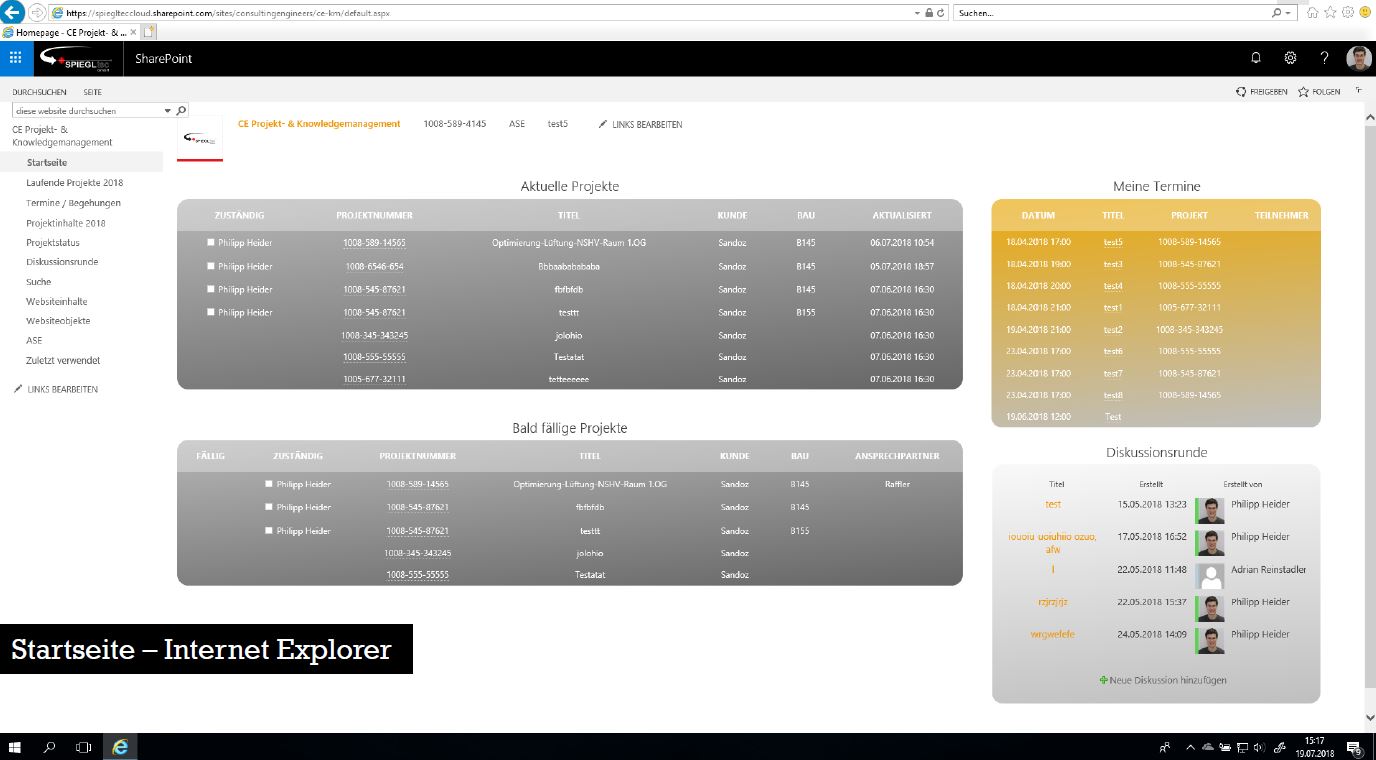 https://spieglteccloud.sharepoint.com/sites/consultingengineers/ce-km/default.aspx
Suchen...
Homepage - CE Projekt- & ...
SPIEGLtec
SharePoint
DURCHSUCHEN SEITE
FREIGEBEN FOLGEN
diese website durchsuchen
CE Projekt- & Knowledgemanagement 1008-589-4145 ASE test5 LINKS BEARBEITEN
CE Projekt- &
Knowledgemanagement
Startseite
Laufende Projekte 2018
Termine / Begehungen
Projektinhalte 2018
Projektstatus
Diskussionsrunde
Suche
Websiteinhalte
Websiteobjekte
ASE
Zuletzt verwendet
LINKS BEARBEITEN
Aktuelle Projekte
ZUSTÄNDIG PROJEKTNUMMER TITEL KUNDE BAU AKTUALISIERT
Philipp Heider 1008-589-14565 Optimierung-Lüftung-NSHV-Raum 1.OG Sandoz B145 06.07.2018 10:54
Philipp Heider 1008-6546-654 Bbbaababababa Sandoz B145 05.07.2018 18:57
Philipp Heider 1008-545-87621 fbfbfdb Sandoz B145 07.06.2018 16:30
Philipp Heider 1008-545-87621 testtt Sandoz B155 07.06.2018 16:30
1008-345-343245 jolohio Sandoz 07.06.2018 16:30
1008-555-55555 Testatat Sandoz 07.06.2018 16:30
1005-677-32111 tetteeeeee Sandoz 07.06.2018 16:30
Bald fällige Projekte
FÄLLIG ZUSTÄNDIG PROJEKTNUMMER TITEL KUNDE BAU ANSPRECHPARTNER
Philipp Heider 1008-589-14565 Optimierung-Lüftung-NSHV-Raum 1.OG Sandoz B145 Raffler
Philipp Heider 1008-545-87621 fbfbfdb Sandoz B145
Philipp Heider 1008-545-87621 testtt Sandoz B155
1008-345-343245 jolohio Sandoz
1008-555-55555 Testatat Sandoz
Meine Termine
DATUM TITEL PROJEKT TEILNEHMER
18.04.2018 17:00 test5 1008-589-14565
18.04.2018 19:00 test3 1008-545-87621
18.04.2018 20:00 test4 1008-555-55555
18.04.2018 21:00 test1 1005-677-32111
19.04.2018 21:00 test2 1008-345-343245
23.04.2018 17:00 test6 1008-555-55555
23.04.2018 17:00 test7 1008-545-87621
23.04.2018 17:00 test8 1008-589-14565
19.06.2018 12:00 Test
Diskussionsrunde
Titel Erstellt Erstellt von
test 15.05.2018 13:23 Philipp Heider
iouoiu uoiuhiio ozuo, 17.05.2018 16:52 Philipp Heider
afw
l 22.05.2018 11:48 Adrian Reinstadler
rzjrzjrjz 22.05.2018 15:37 Philipp Heider
wrgwefefe 24.05.2018 14:09 Philipp Heider
Neue Diskussion hinzufügen
Startseite – Internet Explorer
15:17
19.07.2018
9